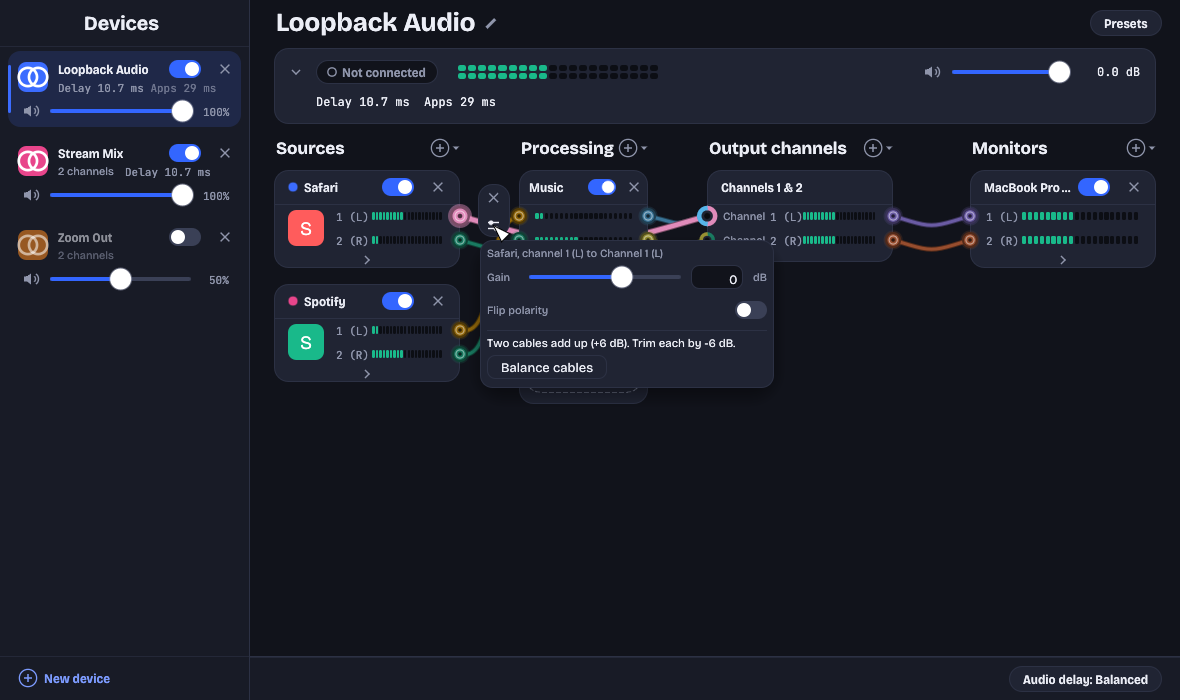 Devices
Loopback Audio
Delay 10.7 ms Apps 29 ms
100%
Stream Mix
2 channels Delay 10.7 ms
100%
Zoom Out
2 channels
50%
New device
Loopback Audio
Presets
Not connected
0.0 dB
Delay 10.7 ms Apps 29 ms
Sources
Processing
Output channels
Monitors
Safari
S
1 (L)
2 (R)
Spotify
S
1 (L)
2 (R)
Music
Channels 1 & 2
Channel 1 (L)
Channel 2 (R)
MacBook Pro ...
1 (L)
2 (R)
Safari, channel 1 (L) to Channel 1 (L)
Gain
0 dB
Flip polarity
Two cables add up (+6 dB). Trim each by -6 dB.
Balance cables
Audio delay: Balanced